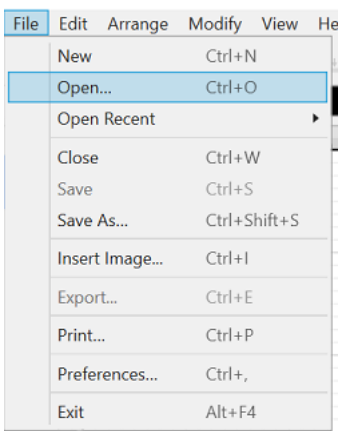 File Edit Arrange Modify View
New Ctrl+N
Open... Ctrl+O
Open Recent
Close Ctrl+W
Save Ctrl+S
Save As... Ctrl+Shift+S
Insert Image... Ctrl+I
Export... Ctrl+E
Print... Ctrl+P
Preferences... Ctrl+,
Exit Alt+F4